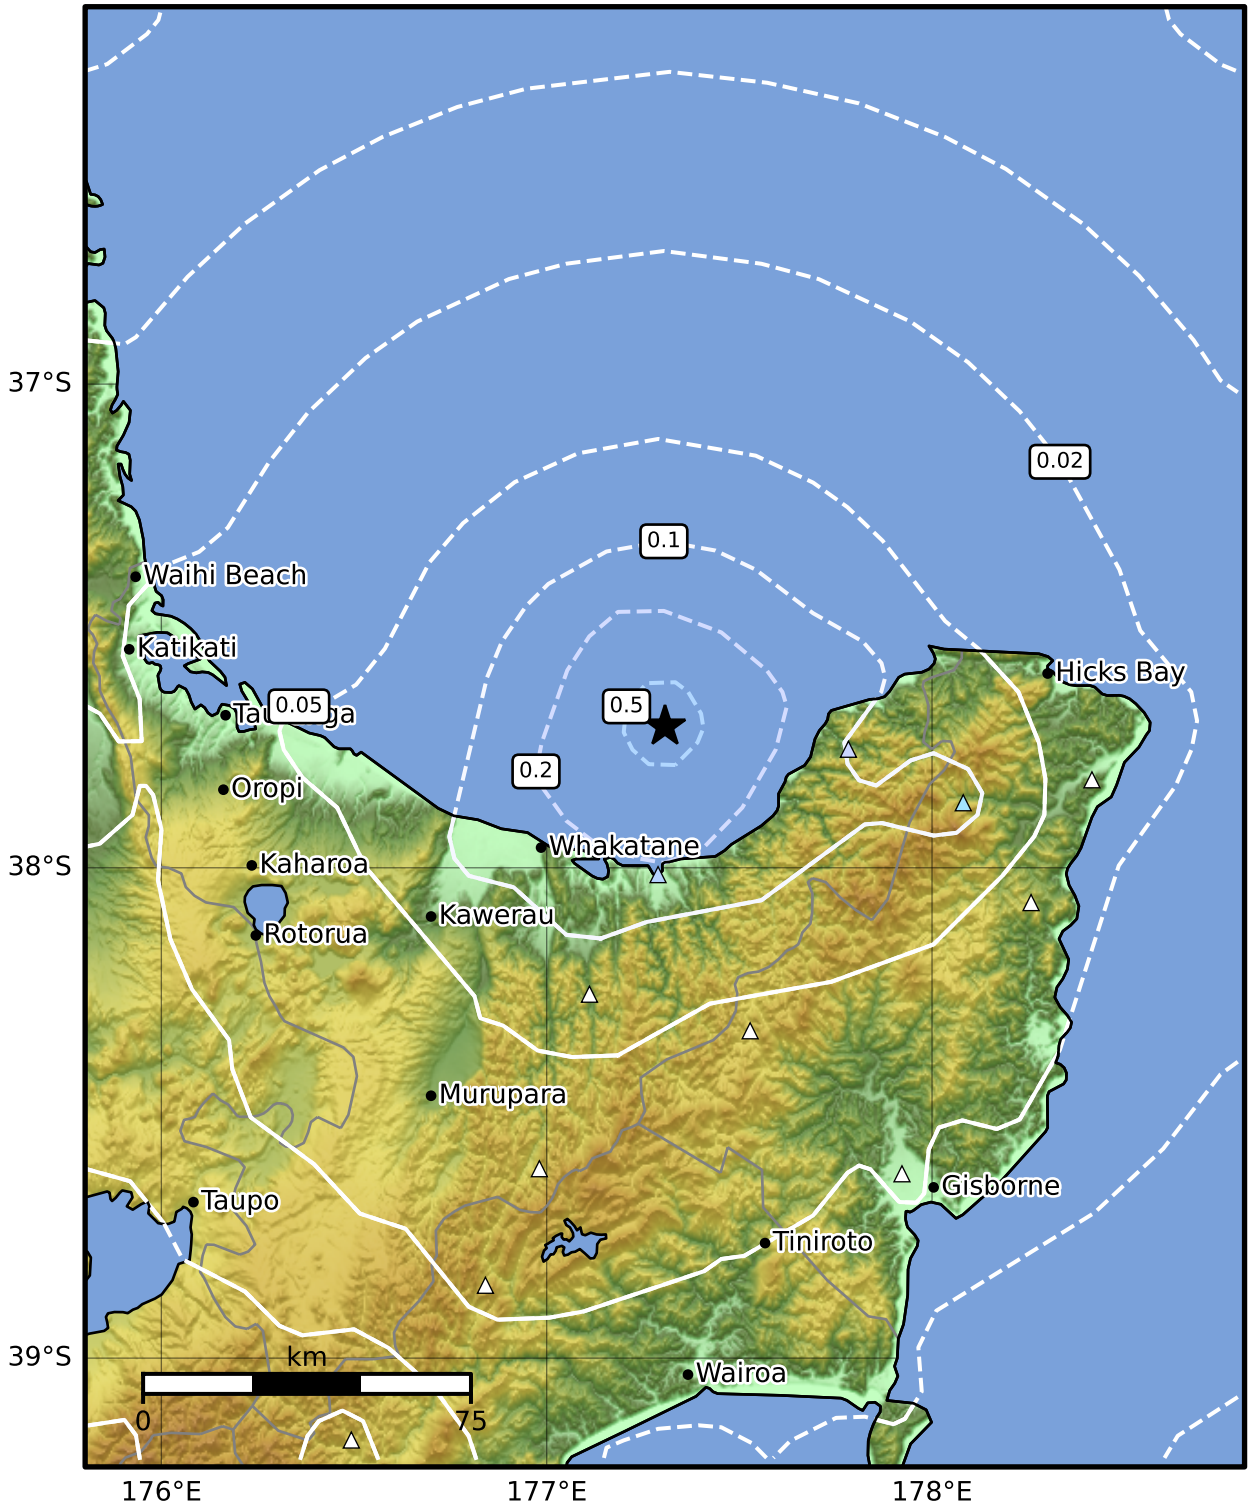 37°S
0.02
0.1
Waihi Beach
Katikati
Hicks Bay
0.05
0.5
0.2
Oropi
Whakatane
38°S
Kaharoa
Kawerau
Rotorua
Murupara
Gisborne
Taupo
Tiniroto
39°S
km
Wairoa
0
75
176°E
177°E
178°E